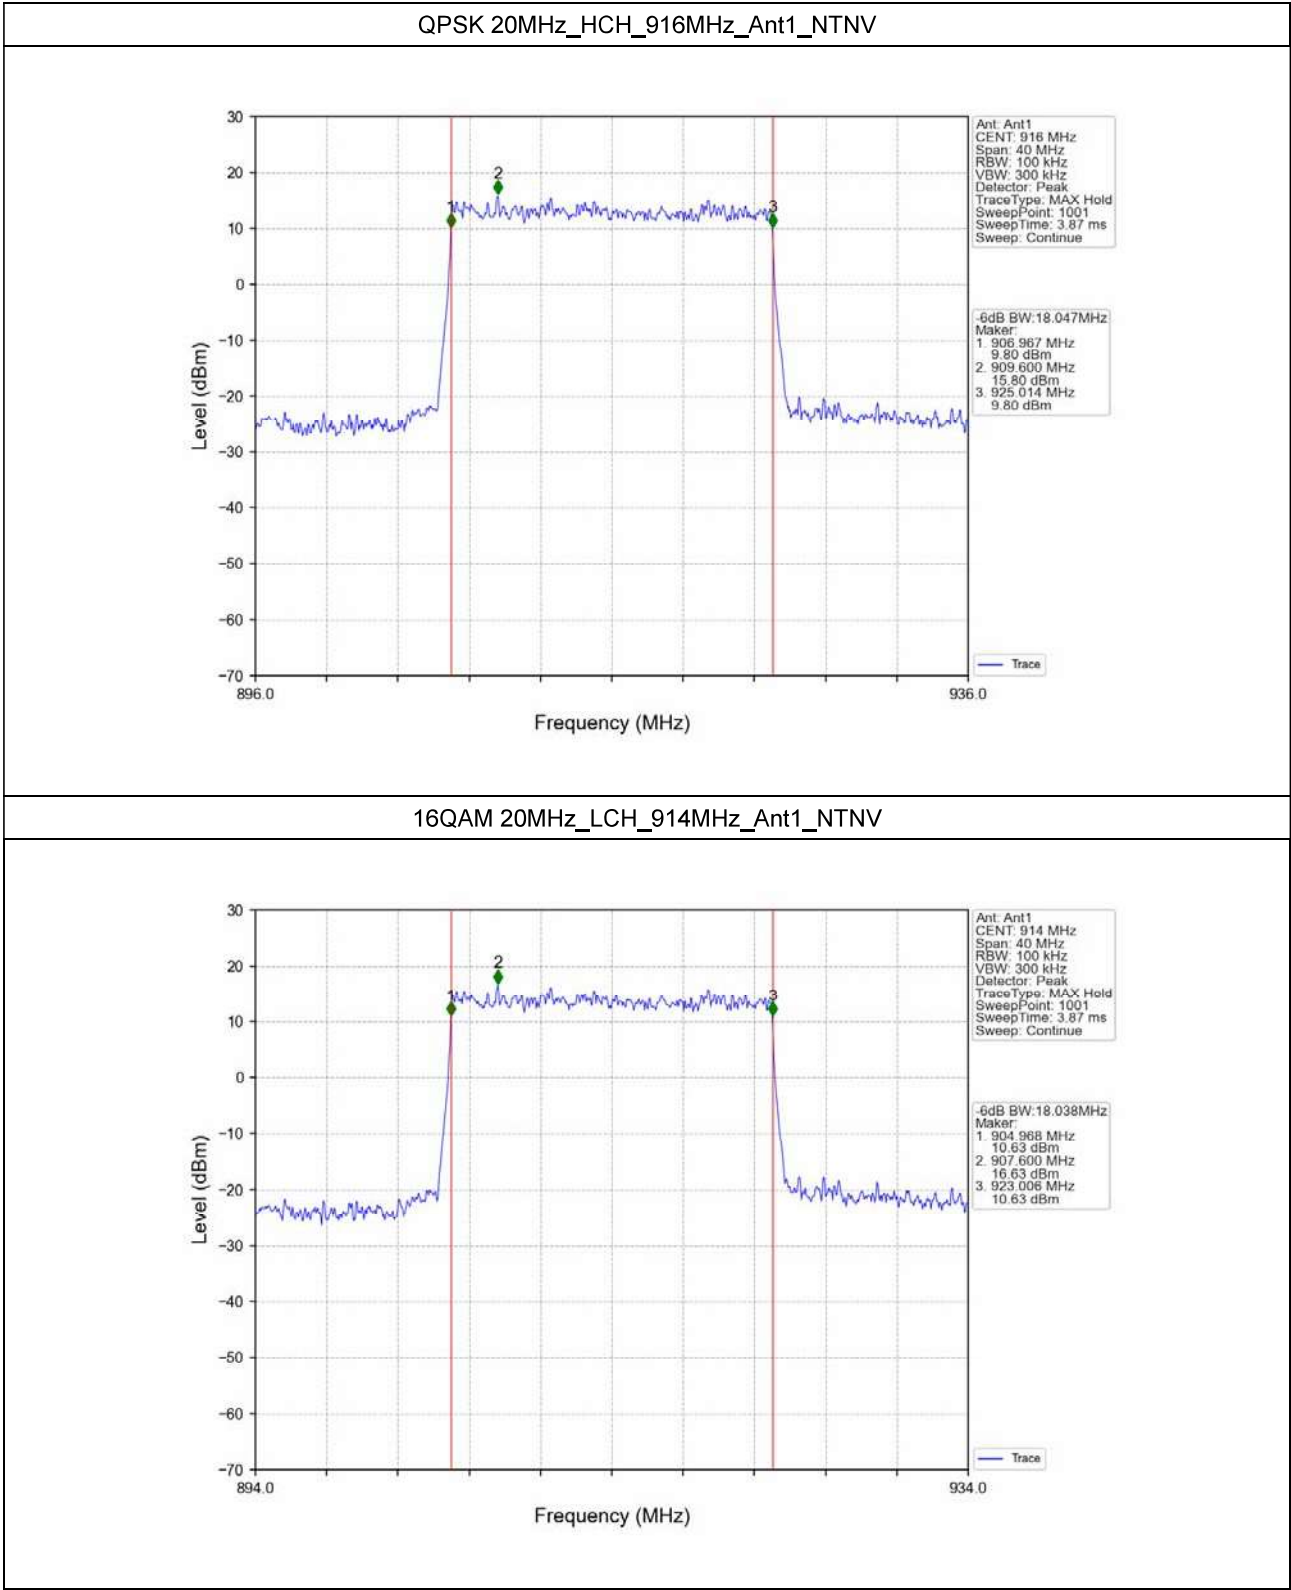 QPSK 20MHz_HCH_916MHz_Ant1_NTNV
30
20
10
0
−10
−20
−30
−40
−50
−60
−70
Level (dBm)
1
2
3
896.0
936.0
Frequency (MHz)
Ant: Ant1
CENT: 916 MHz
Span: 40 MHz
RBW: 100 kHz
VBW: 300 kHz
Detector: Peak
TraceType: MAX Hold
SweepPoint: 1001
SweepTime: 3.87 ms
Sweep: Continue
-6dB BW:18.047MHz
Maker:
1. 906.967 MHz
9.80 dBm
2. 909.600 MHz
15.80 dBm
3. 925.014 MHz
9.80 dBm
Trace
16QAM 20MHz_LCH_914MHz_Ant1_NTNV
30
20
10
0
−10
−20
−30
−40
−50
−60
−70
Level (dBm)
1
2
3
894.0
934.0
Frequency (MHz)
Ant: Ant1
CENT: 914 MHz
Span: 40 MHz
RBW: 100 kHz
VBW: 300 kHz
Detector: Peak
TraceType: MAX Hold
SweepPoint: 1001
SweepTime: 3.87 ms
Sweep: Continue
-6dB BW:18.038MHz
Maker:
1. 904.968 MHz
10.63 dBm
2. 907.600 MHz
16.63 dBm
3. 923.006 MHz
10.63 dBm
Trace